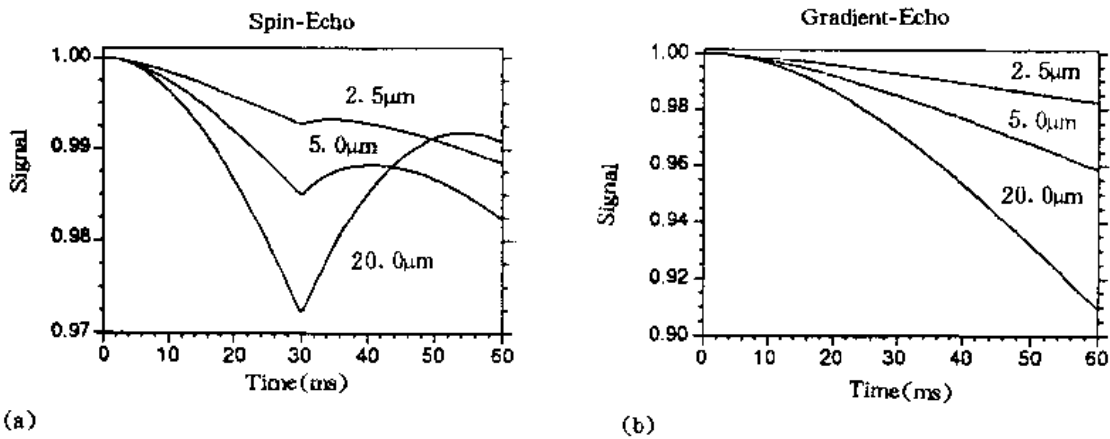 Spin-Echo
1.00
0.99
0.98
0.97
Signal
2.5μm
5.0μm
20.0μm
0 10 20 30 40 50 60
Time(ms)
(a)
Gradient-Echo
1.00
0.98
0.96
0.94
0.92
0.90
Signal
2.5μm
5.0μm
20.0μm
0 10 20 30 40 50 60
Time(ms)
(b)